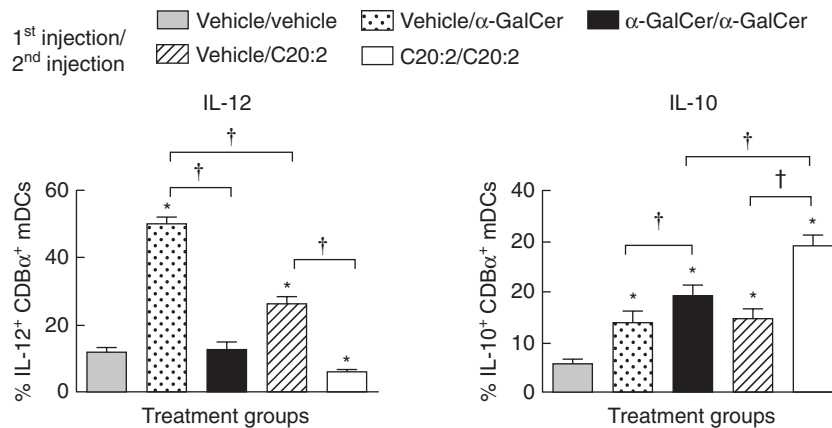 1st injection/
2nd injection
Vehicle/vehicle
Vehicle/α-GalCer
α-GalCer/α-GalCer
Vehicle/C20:2
C20:2/C20:2
IL-12
% IL-12+ CDBα+ mDCs
60
40
20
0
†
†
†
*
*
*
Treatment groups
IL-10
% IL-10+ CDBα+ mDCs
40
20
20
10
0
†
†
†
*
*
*
*
Treatment groups